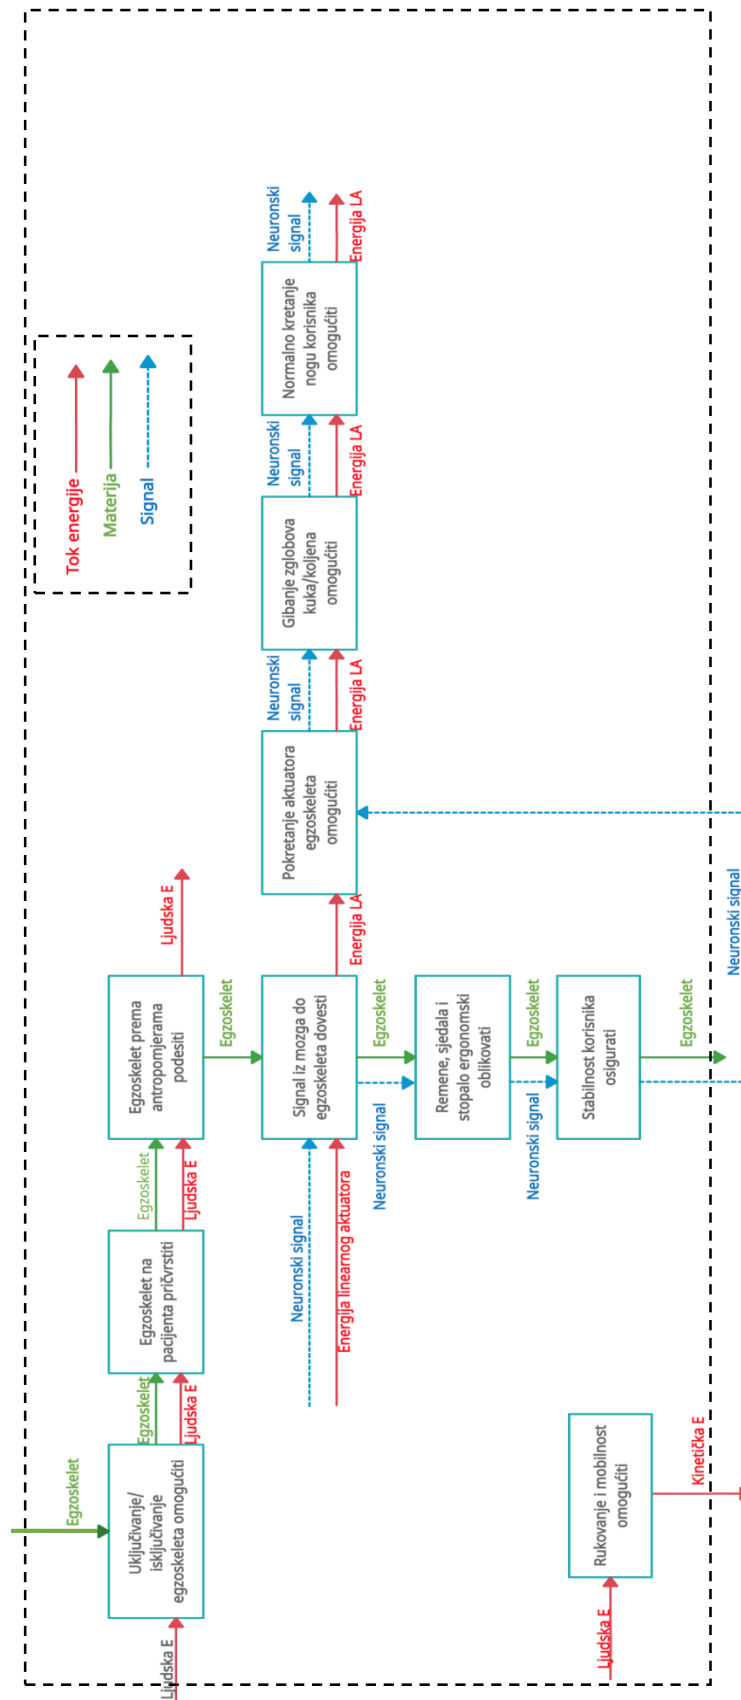 Tok energije
Materija
Signal
Egzoskelet
Ljudska E
Uključivanje/
isključivanje
egzoskeleta omogućiti
Egzoskelet
Ljudska E
Egzoskelet na
pacijenta pričvrstiti
Egzoskelet
Ljudska E
Egzoskelet prema
antropomjerama
podesiti
Ljudska E
Egzoskelet
Neuronski signal
Energija linearnog aktuatora
Signal iz mozga do
egzoskeleta dovesti
Energija LA
Pokretanje aktuatora
egzoskeleta
omogućiti
Neuronski
signal
Energija LA
Gibanje zglobova
kuka/koljena
omogućiti
Neuronski
signal
Energija LA
Normalno kretanje
nogu korisnika
omogućiti
Neuronski
signal
Energija LA
Neuronski signal
Egzoskelet
Remene, sjedala i
stopalo ergonomski
oblikovati
Neuronski signal
Egzoskelet
Stabilnost korisnika
osigurati
Egzoskelet
Neuronski signal
Ljudska E
Rukovanje i mobilnost
omogućiti
Kinetička E